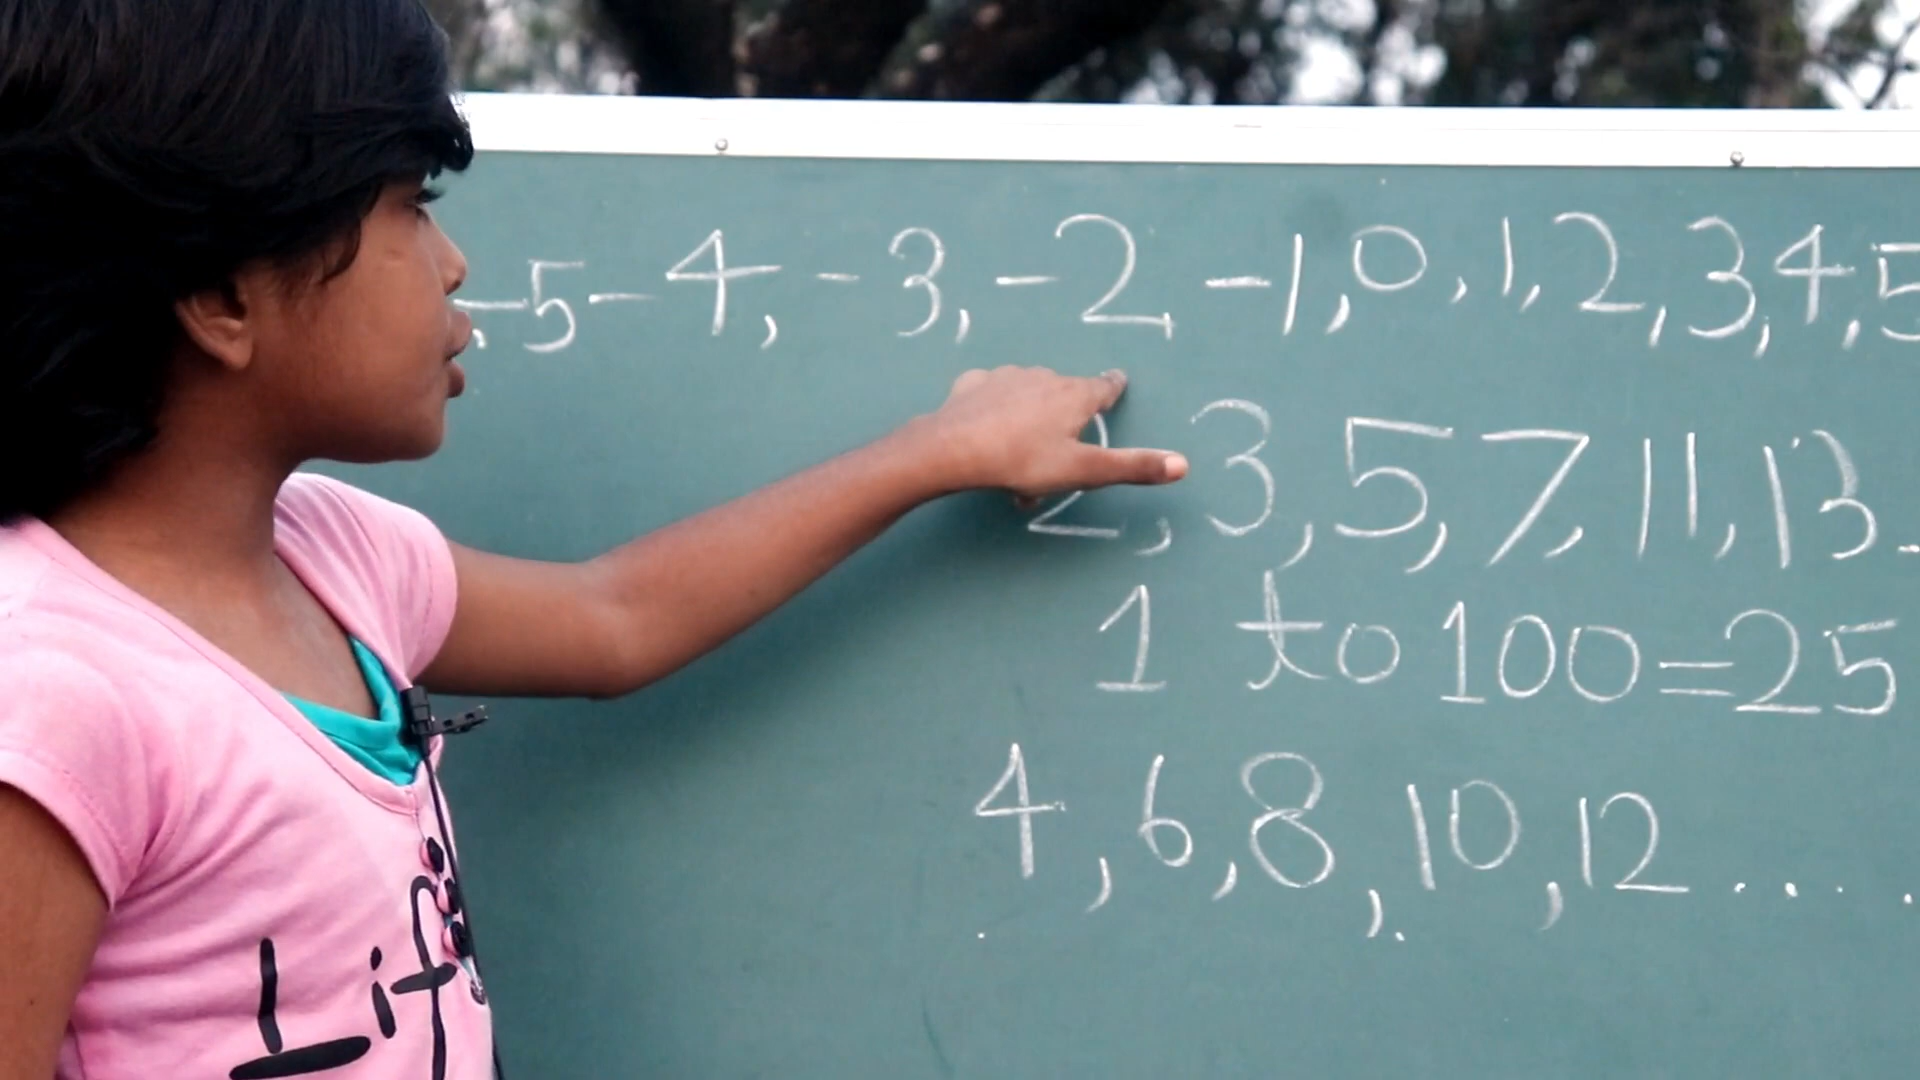 ,-5-4,-3,-2,-1,0,1,2,3,4,5
2,3,5,7,11,13
1 to 100=25
4,6,8,10,12.....
Lif